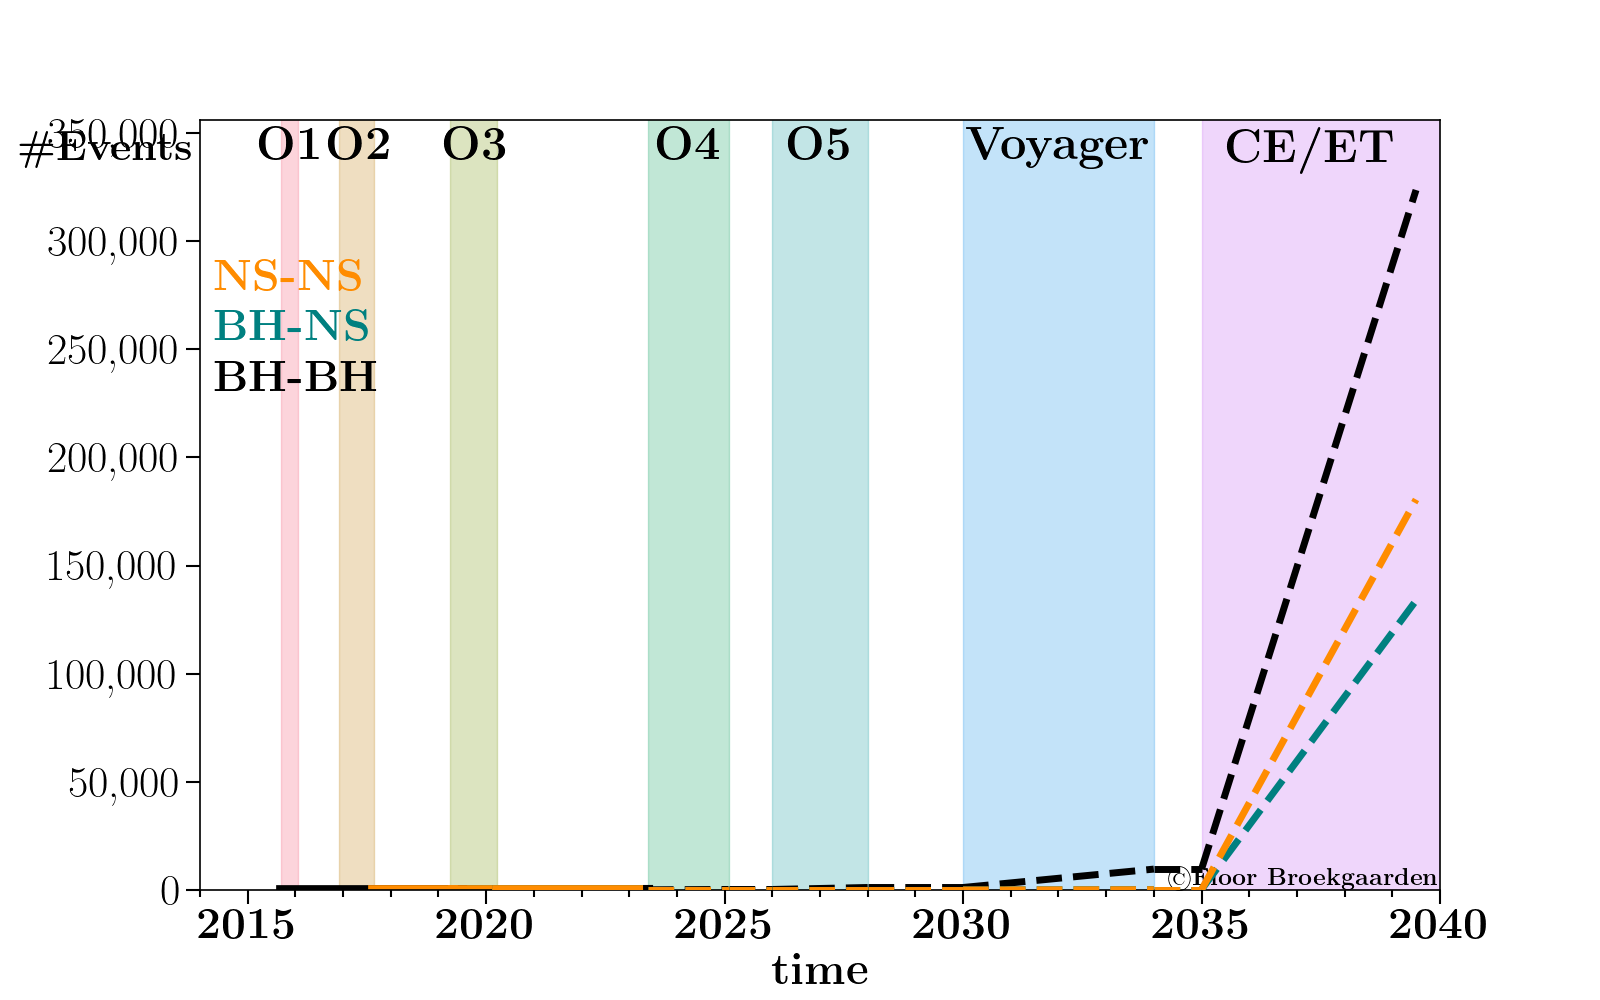 350,000
#Events
O1 O2 O3 O4 O5 Voyager CE/ET
300,000
NS-NS
BH-NS
250,000
BH-BH
200,000
150,000
100,000
50,000
0
©Floor Broekgaarden
2015 2020 2025 2030 2035 2040
time